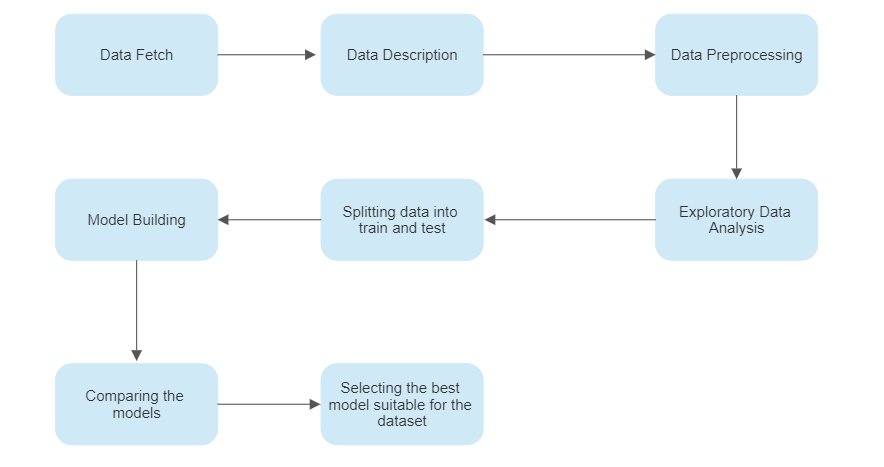 Data Fetch
Data Description
Data Preprocessing
Exploratory Data
Analysis
Splitting data into
train and test
Model Building
Comparing the
models
Selecting the best
model suitable for the
dataset